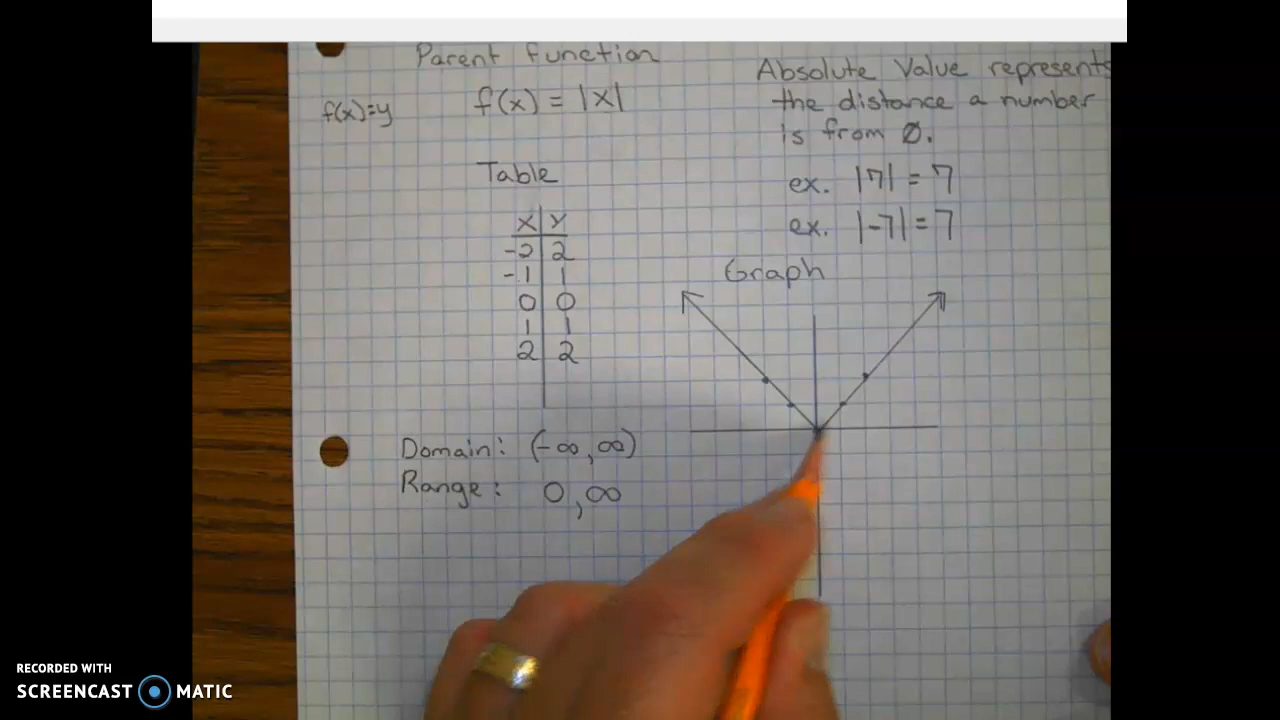 Parent function
f(x)=y
f(x) = |x|
Absolute Value represents
the distance a number
is from 0.
ex. |7| = 7
ex. |-7| = 7
Table
X Y
-2 2
-1 1
0 0
1 1
2 2
Graph
Domain: (-∞,∞)
Range: 0,∞
RECORDED WITH
SCREENCAST MATIC